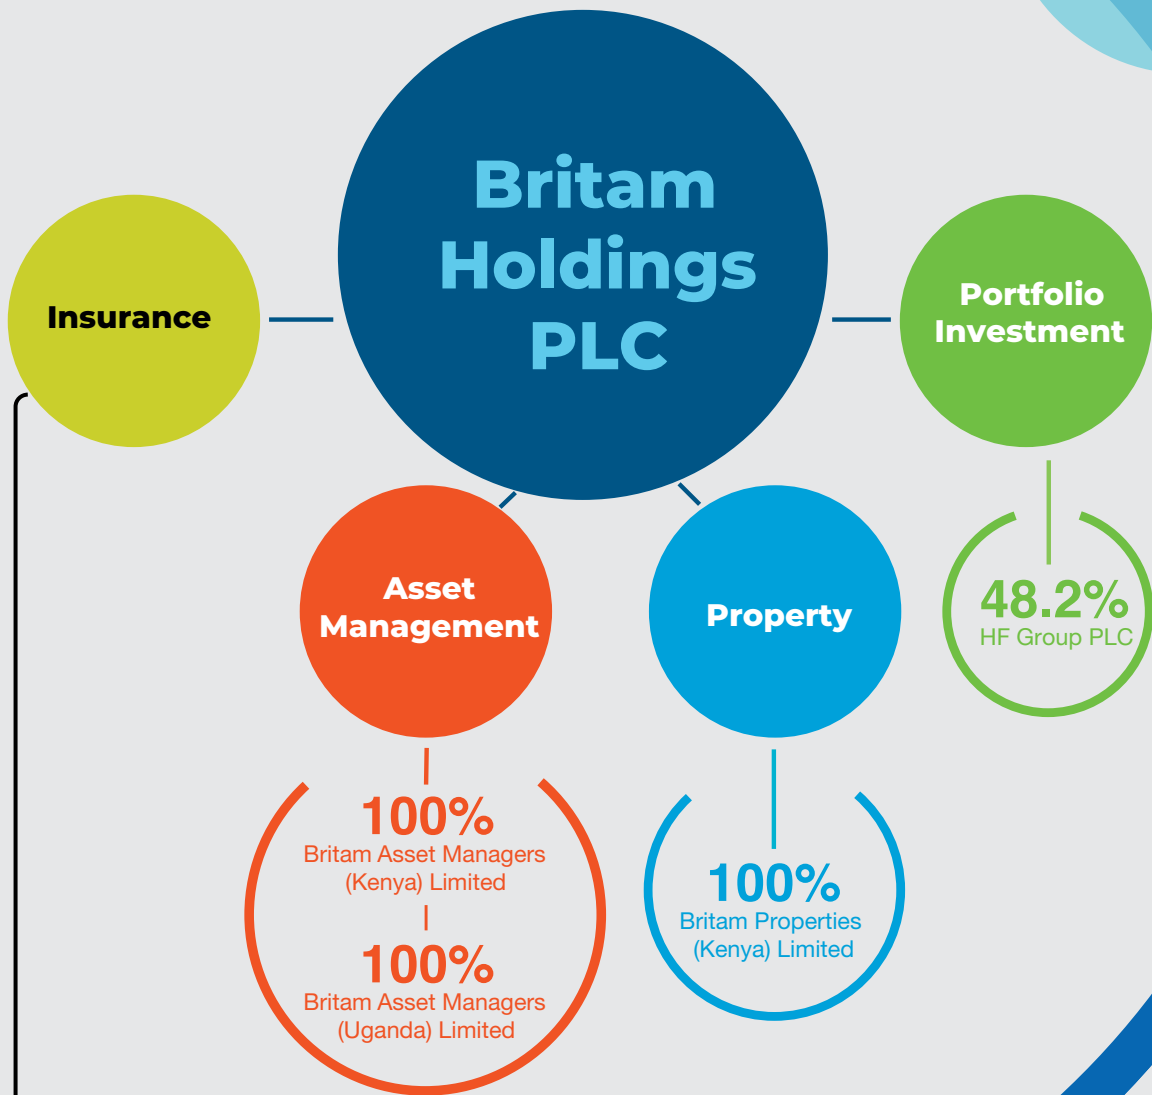 Britam
Holdings
PLC
Insurance
Portfolio
Investment
Asset
Management
Property
48.2%
HF Group PLC
100%
Britam Asset Managers
(Kenya) Limited
100%
Britam Asset Managers
(Uganda) Limited
100%
Britam Properties
(Kenya) Limited